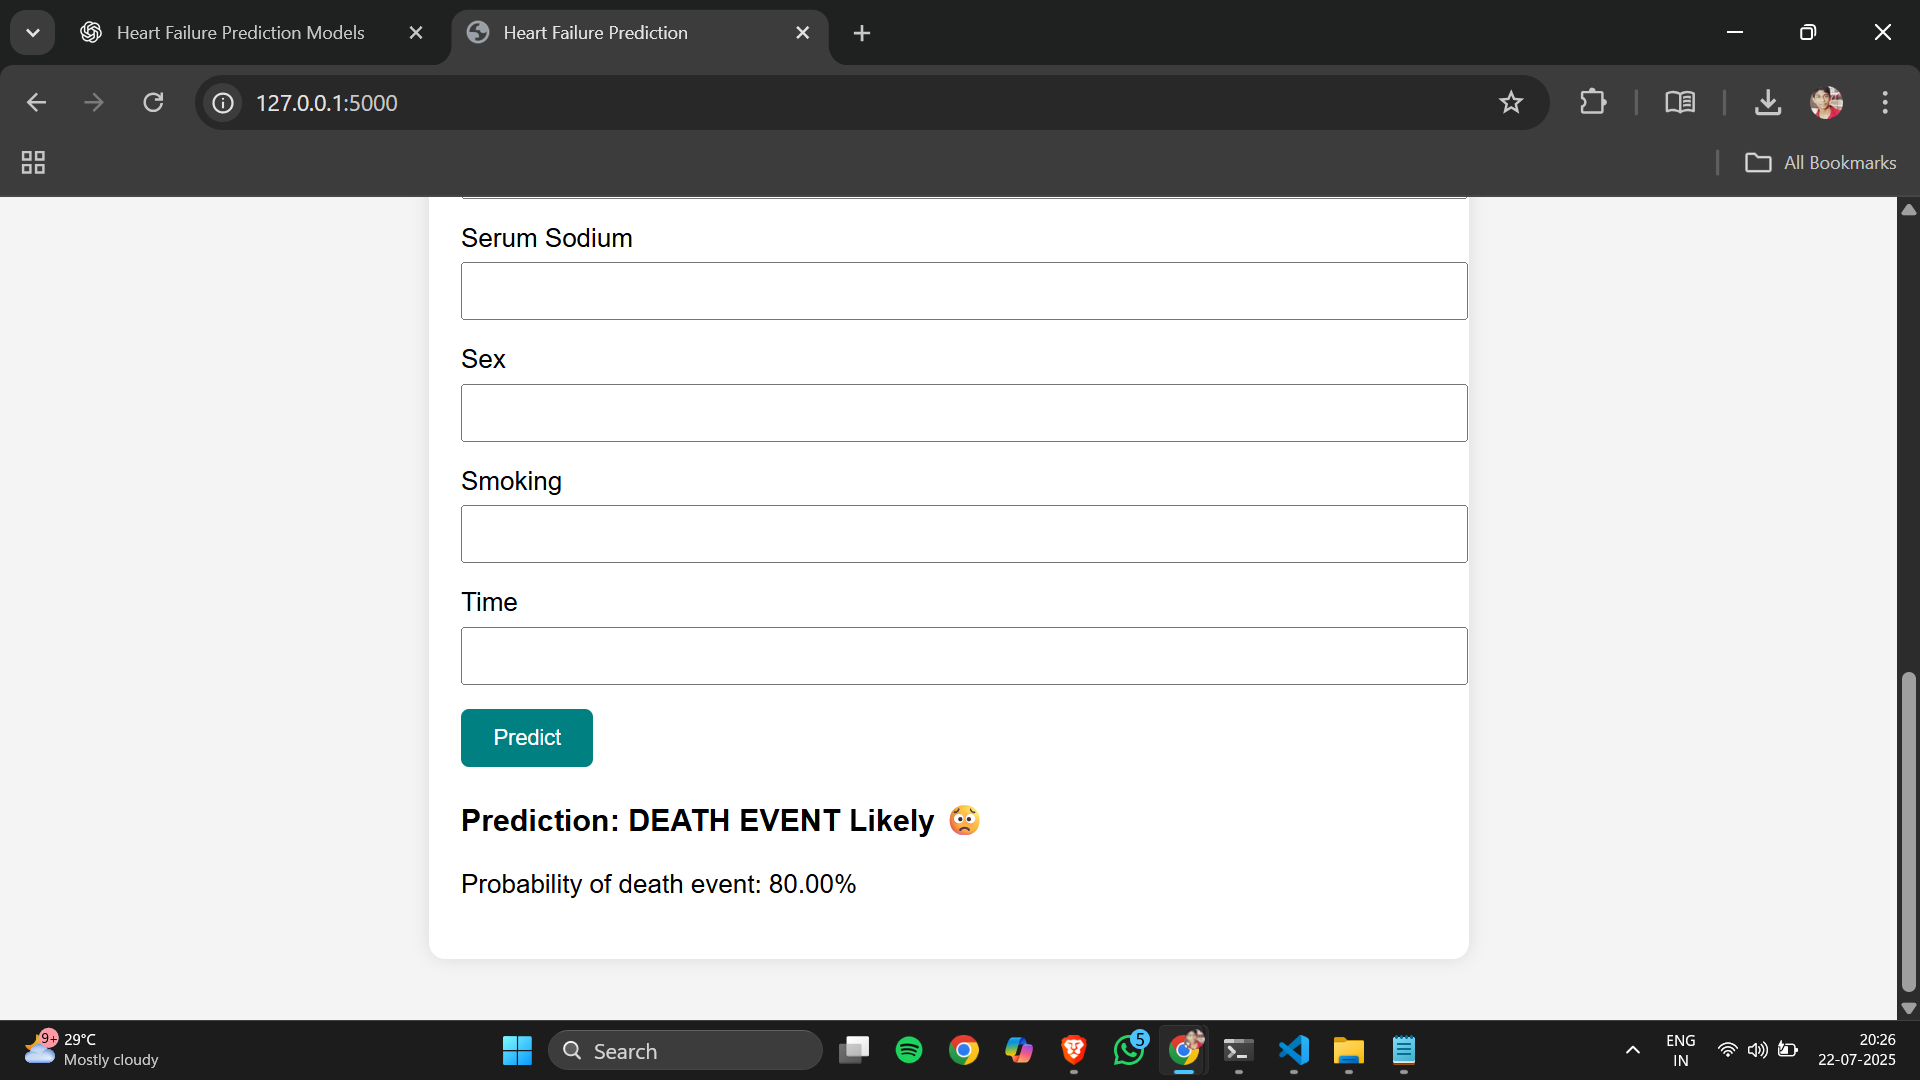 Heart Failure Prediction Models
Heart Failure Prediction
127.0.0.1:5000
All Bookmarks
Serum Sodium
Sex
Smoking
Time
Predict
Prediction: DEATH EVENT Likely 😳
Probability of death event: 80.00%
9+
29°C
Mostly cloudy
Search
5
ENG
IN
20:26
22-07-2025